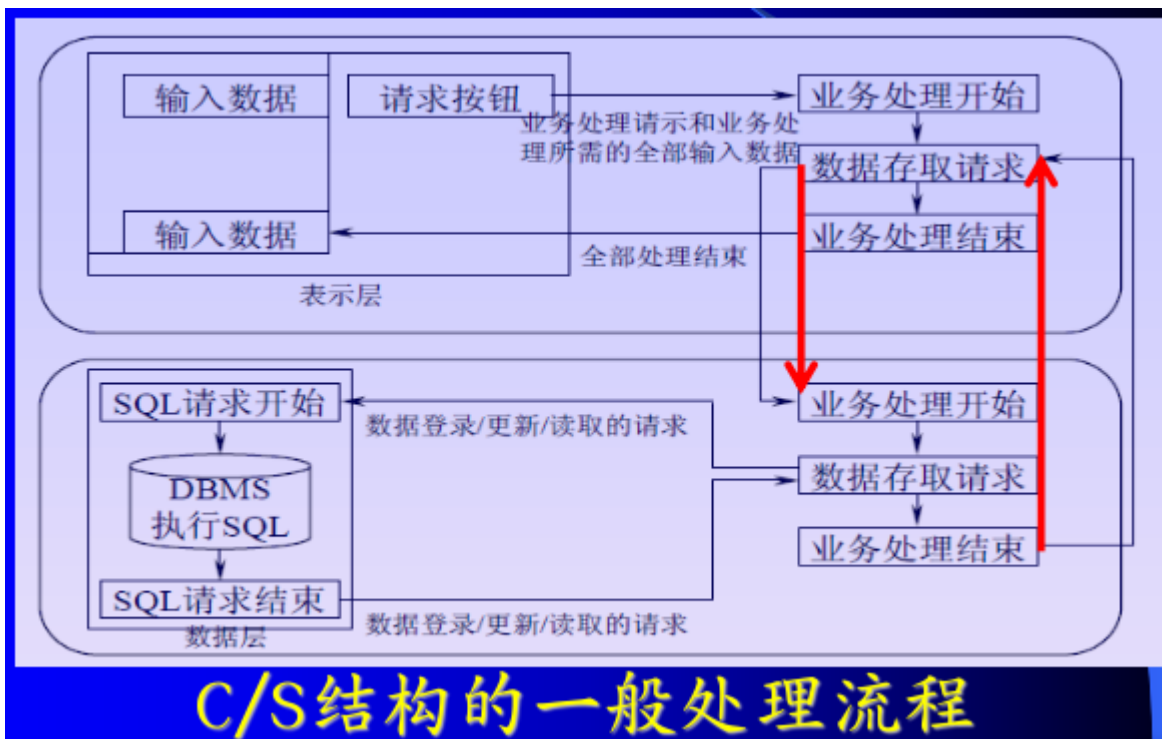 输入数据
请求按钮
业务处理开始
业务处理请示和业务处
理所需的全部输入数据
数据存取请求
输入数据
业务处理结束
全部处理结束
表示层
SQL请求开始
业务处理开始
数据登录/更新/读取的请求
DBMS
执行SQL
数据存取请求
业务处理结束
SQL请求结束
数据登录/更新/读取的请求
数据层
C/S结构的一般处理流程